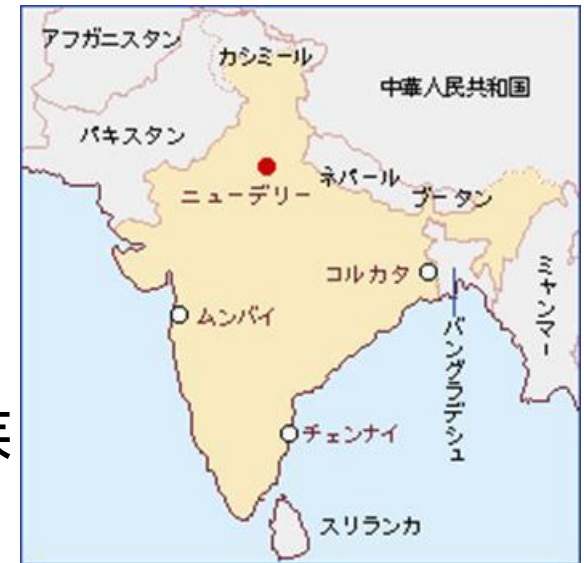 アフガニスタン
カシミール
中華人民共和国
パキスタン
ネパール
ブータン
ニューデリー
コルカタ
ミャンマー
ムンバイ
バングラデシュ
チェンナイ
スリランカ